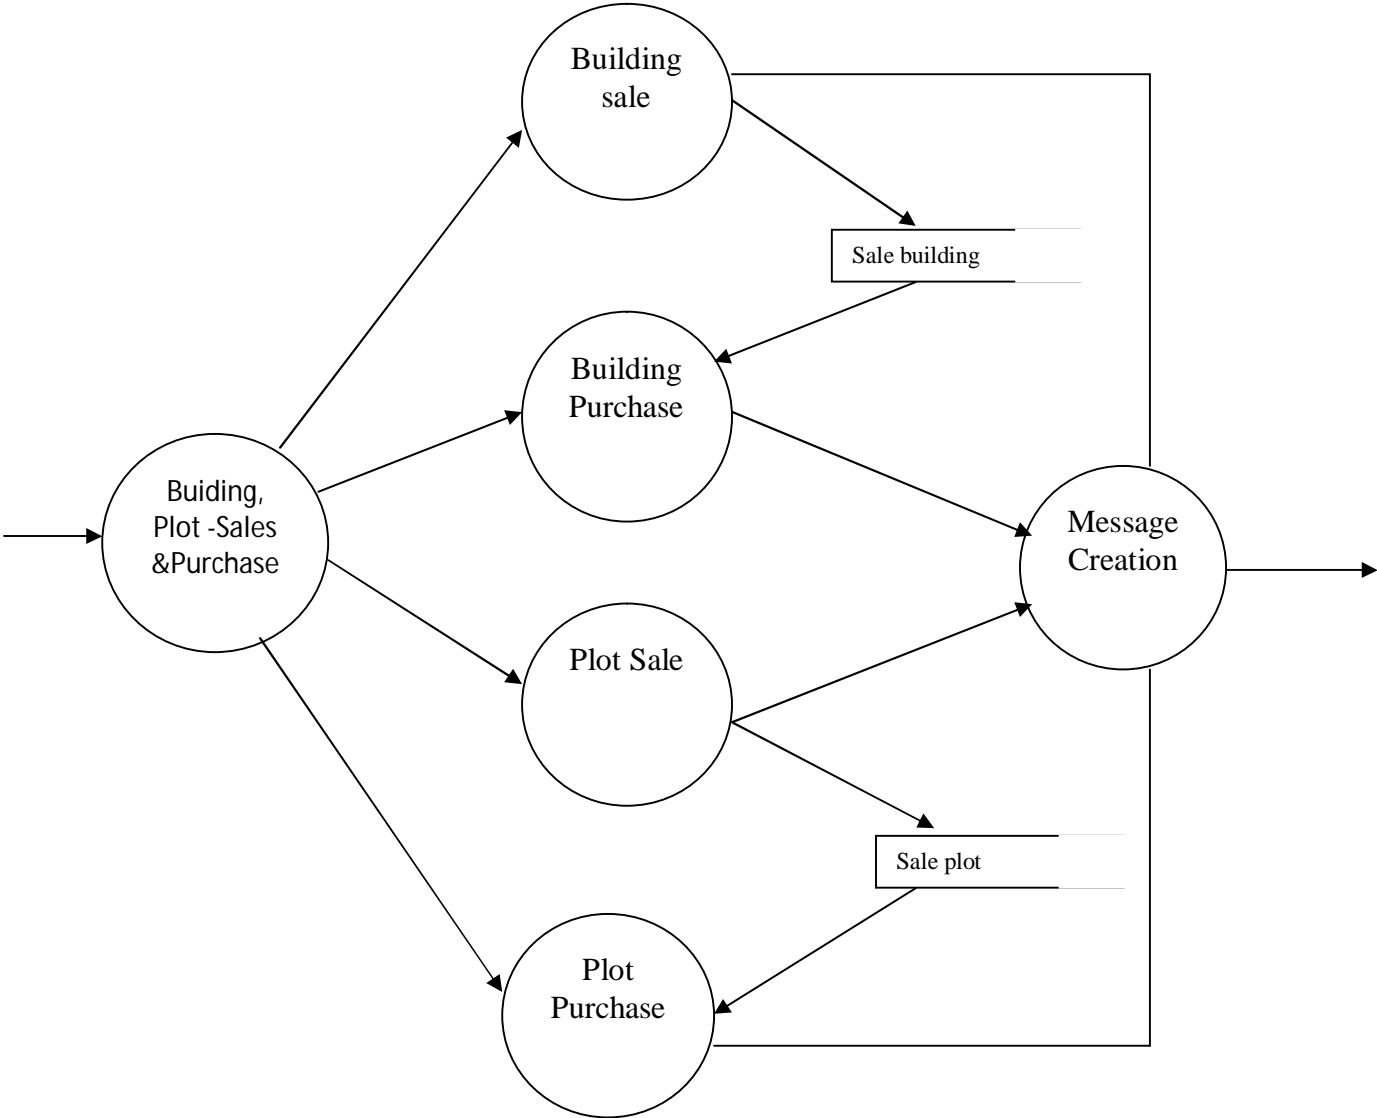 Building
sale
Sale building
Building
Purchase
Buiding,
Plot -Sales
&Purchase
Message
Creation
Plot Sale
Sale plot
Plot
Purchase